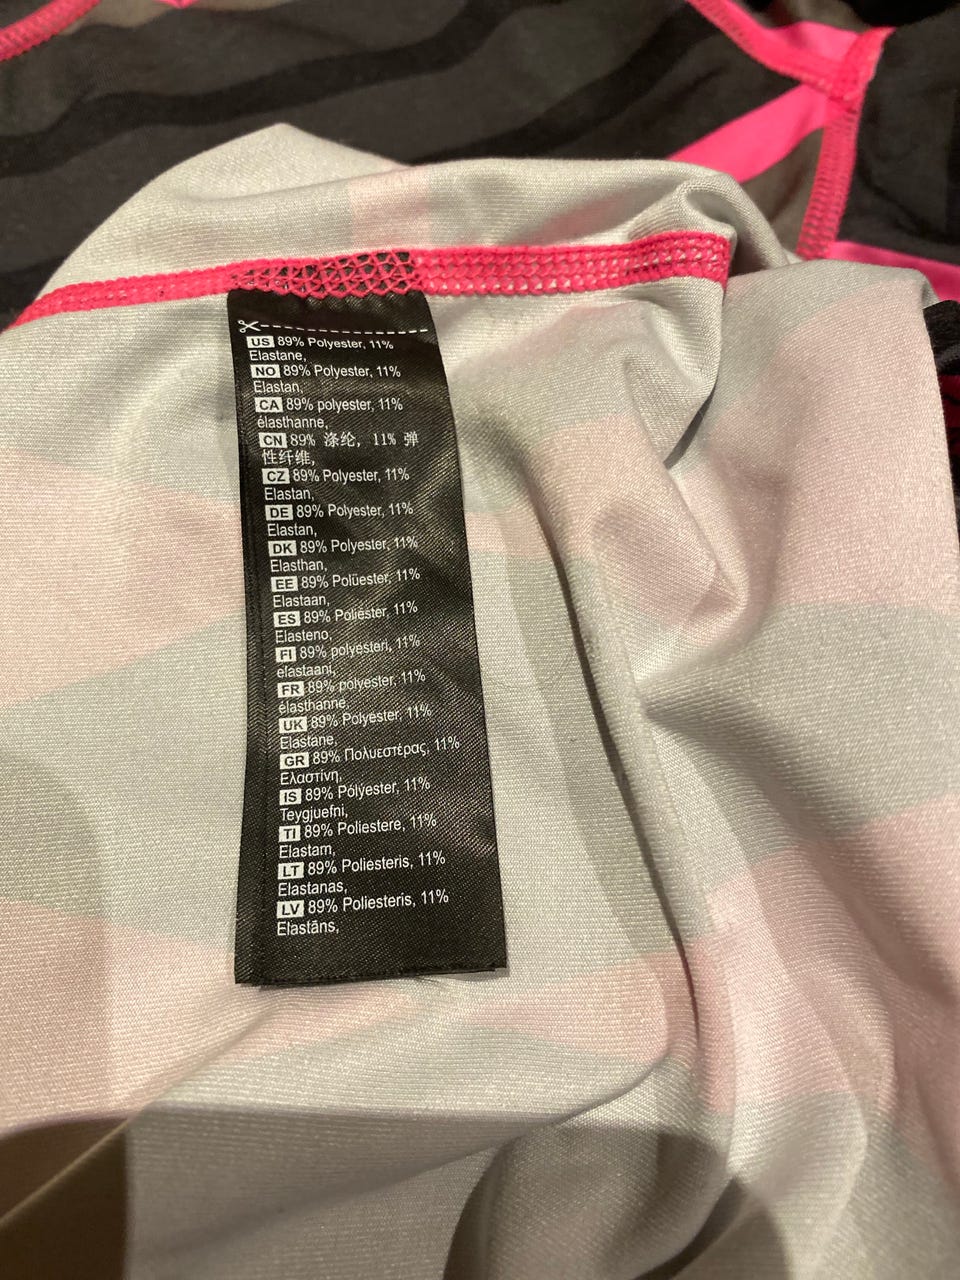 US 89% Polyester, 11%
Elastane,
NO 89% Polyester, 11%
Elastan,
CA 89% polyester, 11%
élasthanne,
CN 89% 涤纶, 11% 弹
性纤维,
CZ 89% Polyester, 11%
Elastan,
DE 89% Polyester, 11%
Elastan,
DK 89% Polyester, 11%
Elasthan,
EE 89% Polüester, 11%
Elastaan,
ES 89% Poliéster, 11%
Elasteno,
FI 89% polyesteri, 11%
elastaani,
FR 89% polyester, 11%
élasthanne,
UK 89% Polyester, 11%
Elastane,
GR 89% Πολυεστέρας, 11%
Ελαστίνη,
IS 89% Pólýester, 11%
Teygjuefni,
TI 89% Poliestere, 11%
Elastam,
LT 89% Poliesteris, 11%
Elastanas,
LV 89% Poliesteris, 11%
Elastāns,